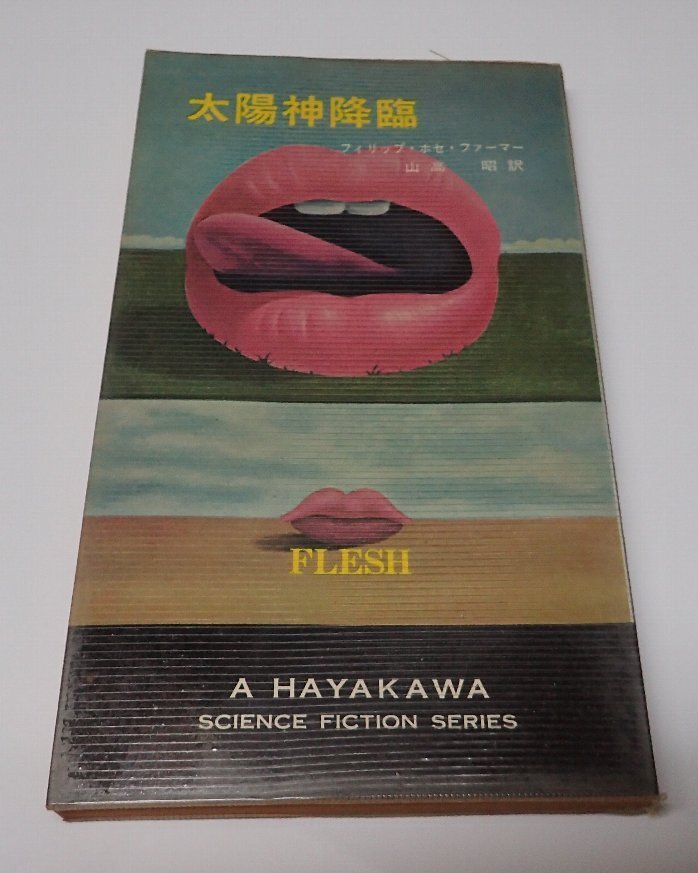 太陽神降臨
フィリップ・ホセ・ファーマー
山高 昭 訳
FLESH
A HAYAKAWA
SCIENCE FICTION SERIES